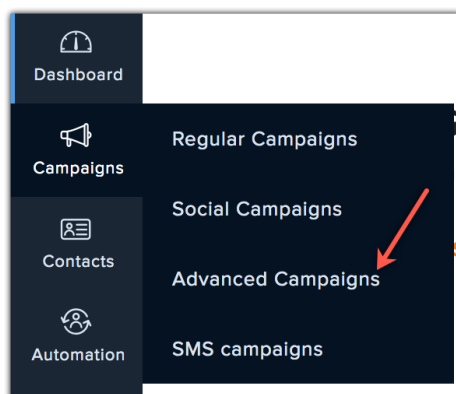 Dashboard
Campaigns
Contacts
Automation
Regular Campaigns
Social Campaigns
Advanced Campaigns
SMS campaigns